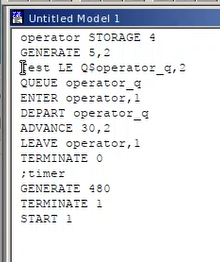 Untitled Model 1
operator STORAGE 4
GENERATE 5,2
Test LE Q$operator_q,2
QUEUE operator_q
ENTER operator,1
DEPART operator_q
ADVANCE 30,2
LEAVE operator,1
TERMINATE 0
;timer
GENERATE 480
TERMINATE 1
START 1